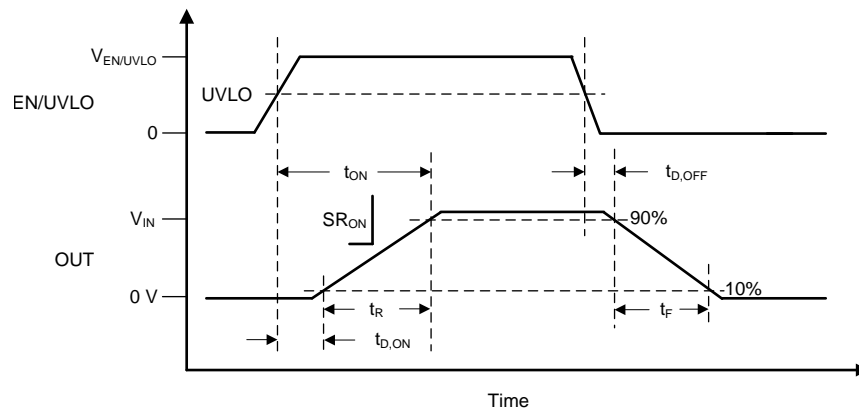 V_EN/UVLO
UVLO
EN/UVLO
0
t_ON
t_D,OFF
V_IN
SR_ON
90%
OUT
0 V
10%
t_R
t_F
t_D,ON
Time